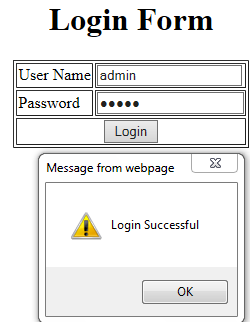 Login Form
User Name admin
Password •••••
Login
Message from webpage
Login Successful
OK